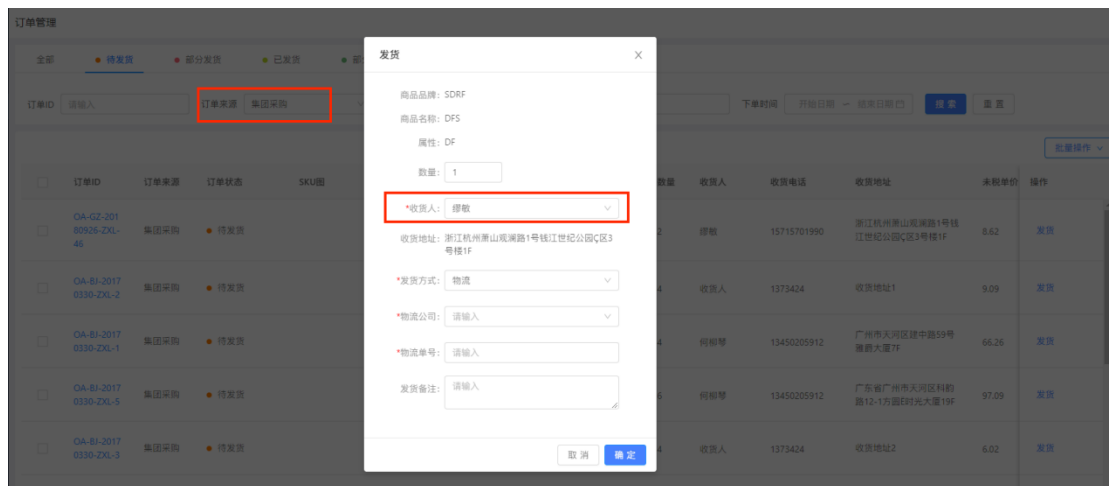 订单管理
全部 待发货 部分发货 已发货
订单ID 请输入 订单来源 集团采购 下单时间 开始日期 ~ 结束日期 搜索 重置
批量操作
订单ID 订单来源 订单状态 SKU图 数量 收货人 收货电话 收货地址 未税单价 操作
OA-GZ-201
80926-ZXL-
46
集团采购 待发货 2 缪敏 15715701990
浙江杭州萧山观澜路1号钱
江世纪公园C区3号楼1F
8.62 发货
OA-BJ-2017
0330-ZXL-2
集团采购 待发货 4 收货人 1373424 收货地址1 9.09 发货
OA-BJ-2017
0330-ZXL-1
集团采购 待发货 4 何柳琴 13450205912
广州市天河区建中路59号
雅爵大厦7F
66.26 发货
OA-BJ-2017
0330-ZXL-5
集团采购 待发货 6 何柳琴 13450205912
广东省广州市天河区科韵
路12-1方圆E时光大厦19F
97.09 发货
OA-BJ-2017
0330-ZXL-3
集团采购 待发货 4 收货人 1373424 收货地址2 6.02 发货
发货
商品品牌: SDRF
商品名称: DFS
属性: DF
数量: 1
*收货人: 缪敏
收货地址: 浙江杭州萧山观澜路1号钱江世纪公园C区3
号楼1F
*发货方式: 物流
*物流公司: 请输入
*物流单号: 请输入
发货备注: 请输入
取消 确定